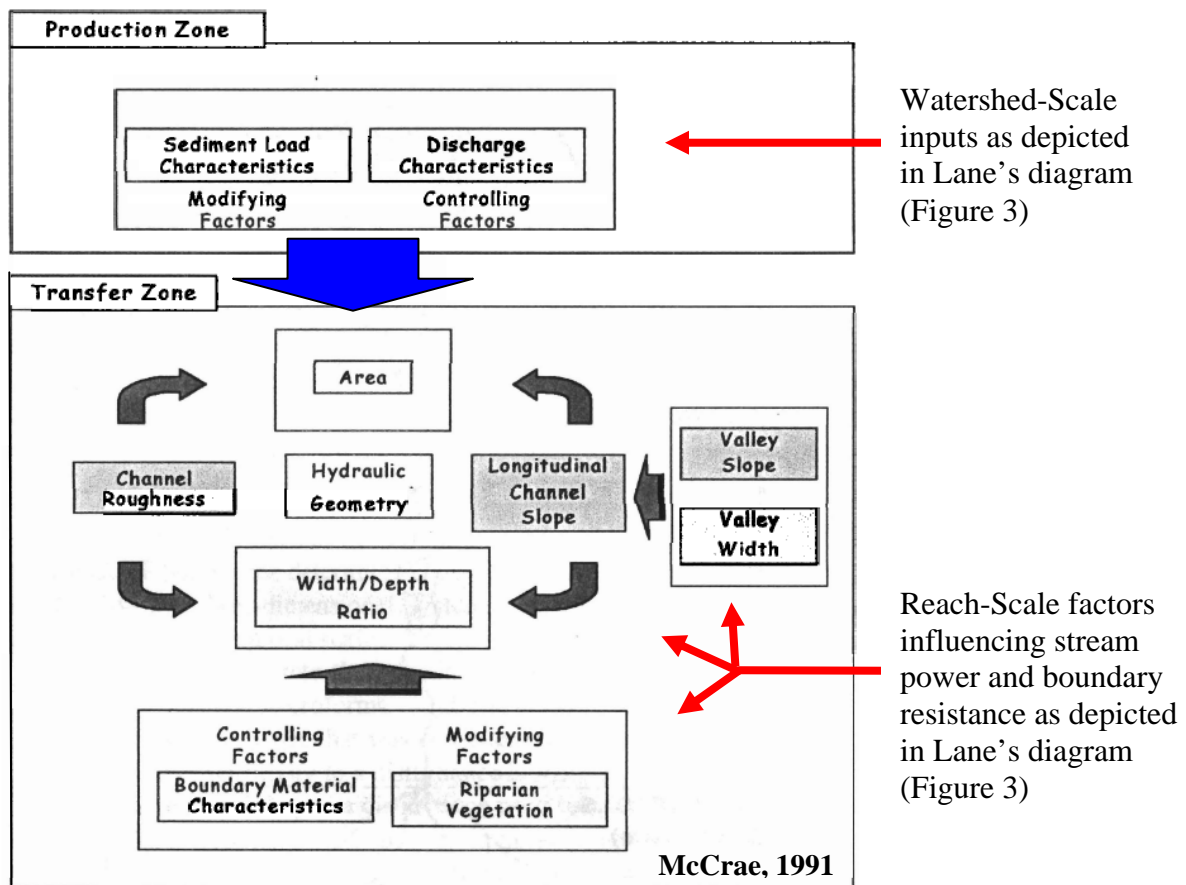 Production Zone
Sediment Load
Characteristics
Discharge
Characteristics
Modifying
Factors
Controlling
Factors
Watershed-Scale
inputs as depicted
in Lane's diagram
(Figure 3)
Transfer Zone
Area
Channel
Roughness
Hydraulic
Geometry
Longitudinal
Channel
Slope
Valley
Slope
Valley
Width
Width/Depth
Ratio
Reach-Scale factors
influencing stream
power and boundary
resistance as depicted
in Lane's diagram
(Figure 3)
Controlling
Factors
Modifying
Factors
Boundary Material
Characteristics
Riparian
Vegetation
McCrae, 1991